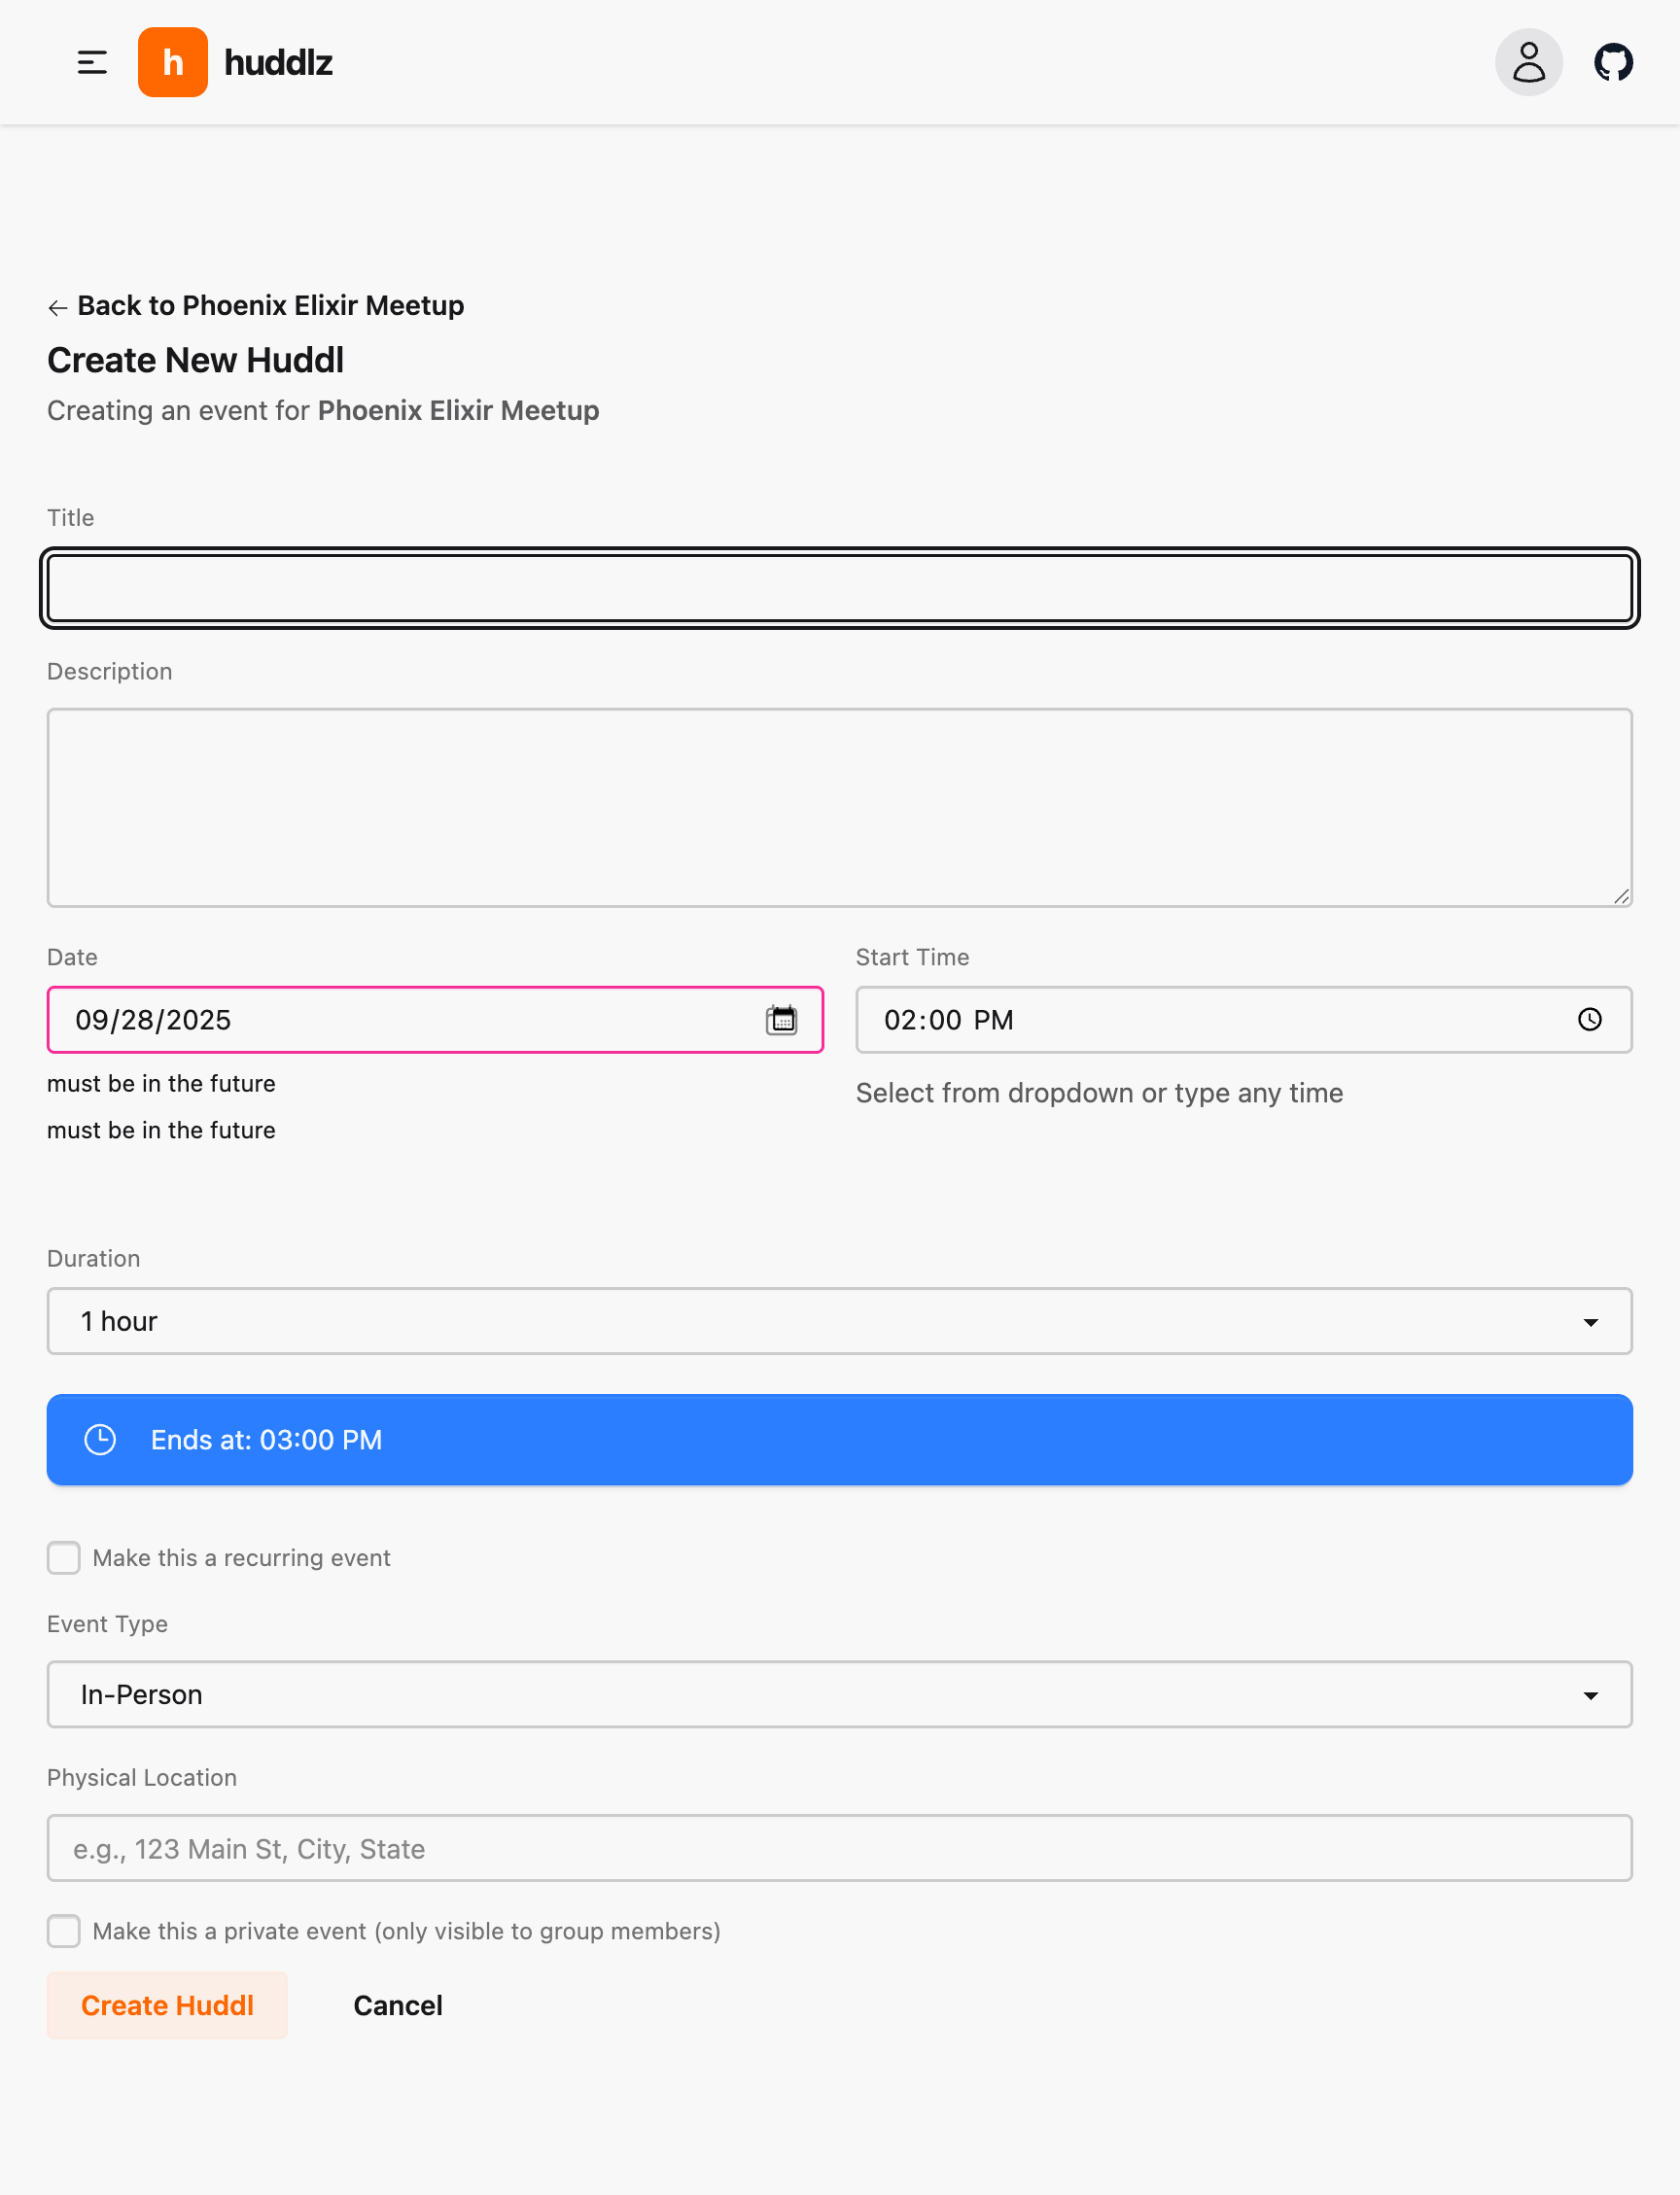 h huddlz
← Back to Phoenix Elixir Meetup
Create New Huddl
Creating an event for Phoenix Elixir Meetup
Title
Description
Date
Start Time
09/28/2025
02:00 PM
must be in the future
Select from dropdown or type any time
must be in the future
Duration
1 hour
Ends at: 03:00 PM
Make this a recurring event
Event Type
In-Person
Physical Location
e.g., 123 Main St, City, State
Make this a private event (only visible to group members)
Create Huddl
Cancel